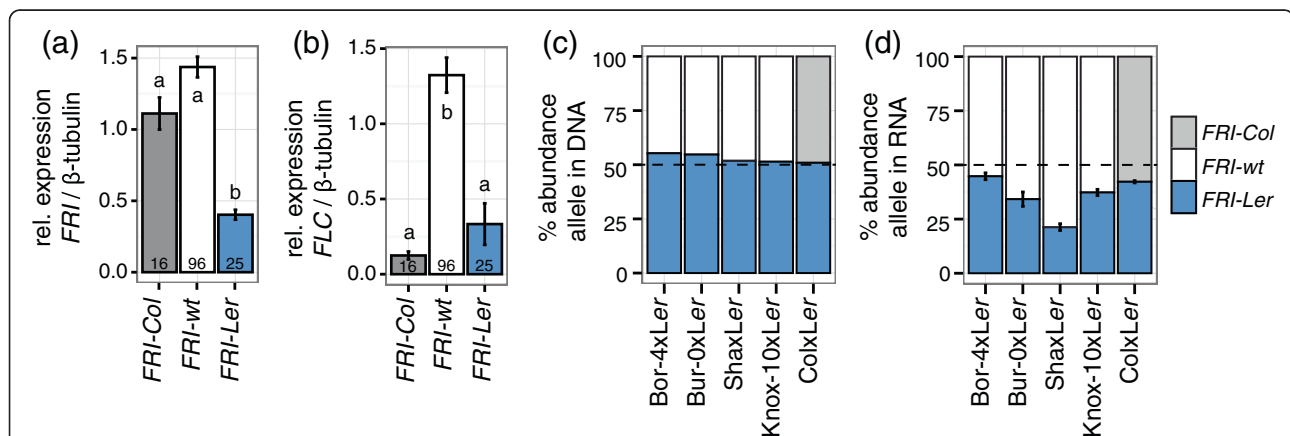 (a)
rel. expression
FRI / β-tubulin
1.5
1.0
0.5
0.0
a
a
b
16
96
25
FRI-Col
FRI-wt
FRI-Ler
(b)
rel. expression
FLC / β-tubulin
1.5
1.0
0.5
0.0
a
b
a
16
96
25
FRI-Col
FRI-wt
FRI-Ler
(c)
% abundance
allele in DNA
100
75
50
25
0
Bor-4xLer
Bur-0xLer
ShaxLer
Knox-10xLer
ColxLer
(d)
% abundance
allele in RNA
100
75
50
25
0
Bor-4xLer
Bur-0xLer
ShaxLer
Knox-10xLer
ColxLer
FRI-Col
FRI-wt
FRI-Ler